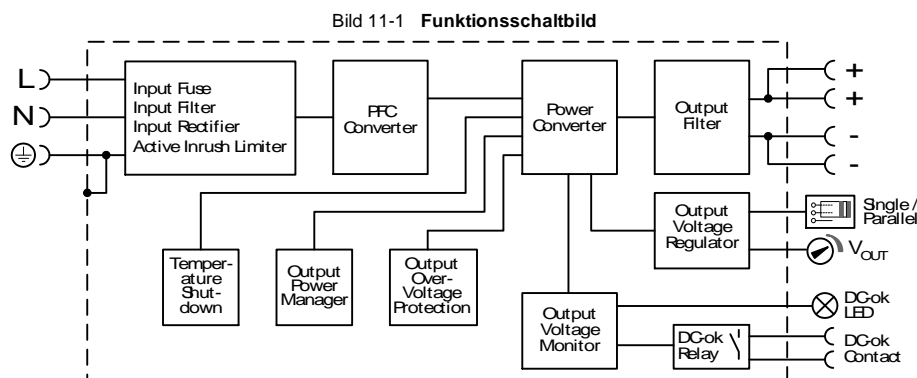 Bild 11-1 Funktionsschaltbild
L
N
Input Fuse
Input Filter
Input Rectifier
Active Inrush Limiter
PFC
Converter
Power
Converter
Output
Filter
+
+
-
-
Output
Voltage
Regulator
Single /
Parallel
VOUT
Temper-
ature
Shut-
down
Output
Power
Manager
Output
Over-
Voltage
Protection
Output
Voltage
Monitor
DC-ok
Relay
DC-ok
LED
DC-ok
Contact